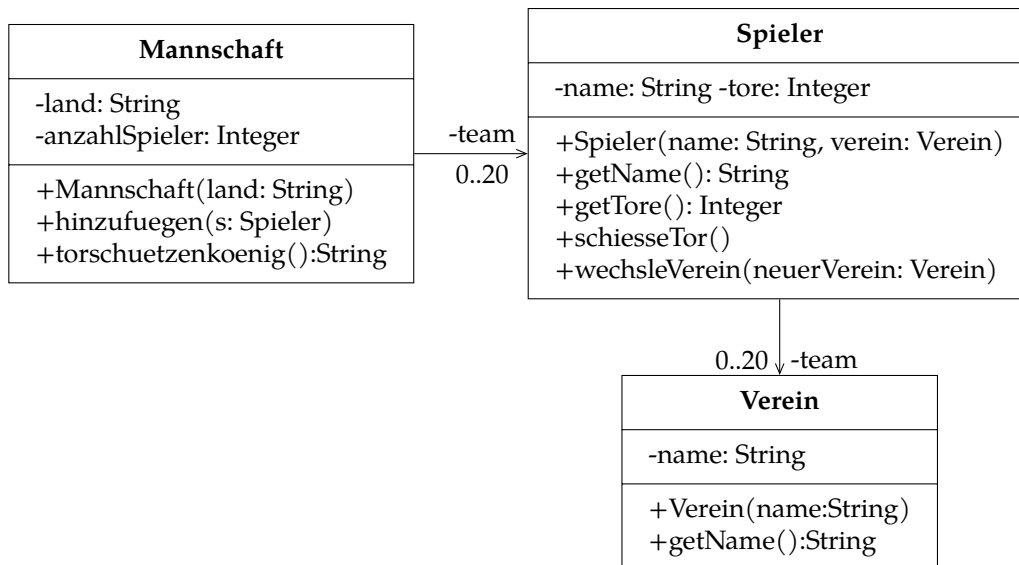 Mannschaft
-land: String
-anzahlSpieler: Integer
+Mannschaft(land: String)
+hinzufuegen(s: Spieler)
+torschuetzenkoenig():String
-team
0..20
Spieler
-name: String -tore: Integer
+Spieler(name: String, verein: Verein)
+getName(): String
+getTore(): Integer
+schiesseTor()
+wechsleVerein(neuerVerein: Verein)
0..20 -team
Verein
-name: String
+Verein(name:String)
+getName():String